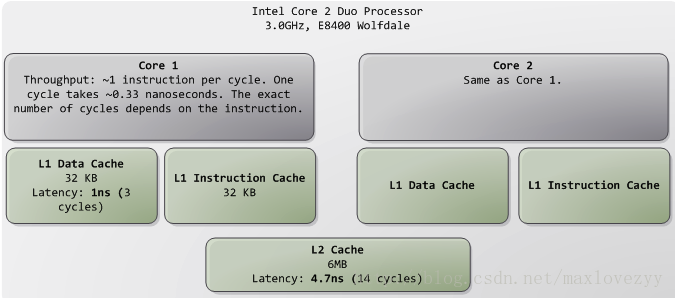 Intel Core 2 Duo Processor
3.0GHz, E8400 Wolfdale
Core 1
Throughput: ~1 instruction per cycle. One
cycle takes ~0.33 nanoseconds. The exact
number of cycles depends on the instruction.
Core 2
Same as Core 1.
L1 Data Cache
32 KB
Latency: 1ns (3
cycles)
L1 Instruction Cache
32 KB
L1 Data Cache
L1 Instruction Cache
L2 Cache
6MB
Latency: 4.7ns (14 cycles)
blog.csdn.net/maxlovezyy